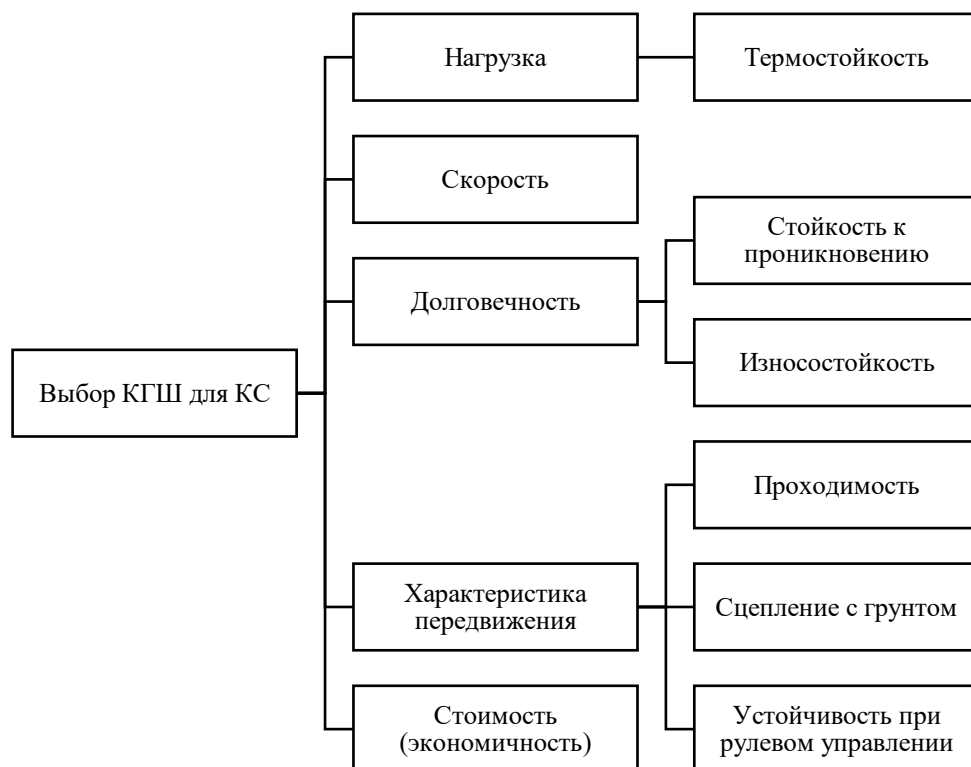 Нагрузка
Термостойкость
Скорость
Стойкость к
проникновению
Долговечность
Износостойкость
Выбор КГШ для КС
Проходимость
Характеристика
передвижения
Сцепление с грунтом
Стоимость
(экономичность)
Устойчивость при
рулевом управлении